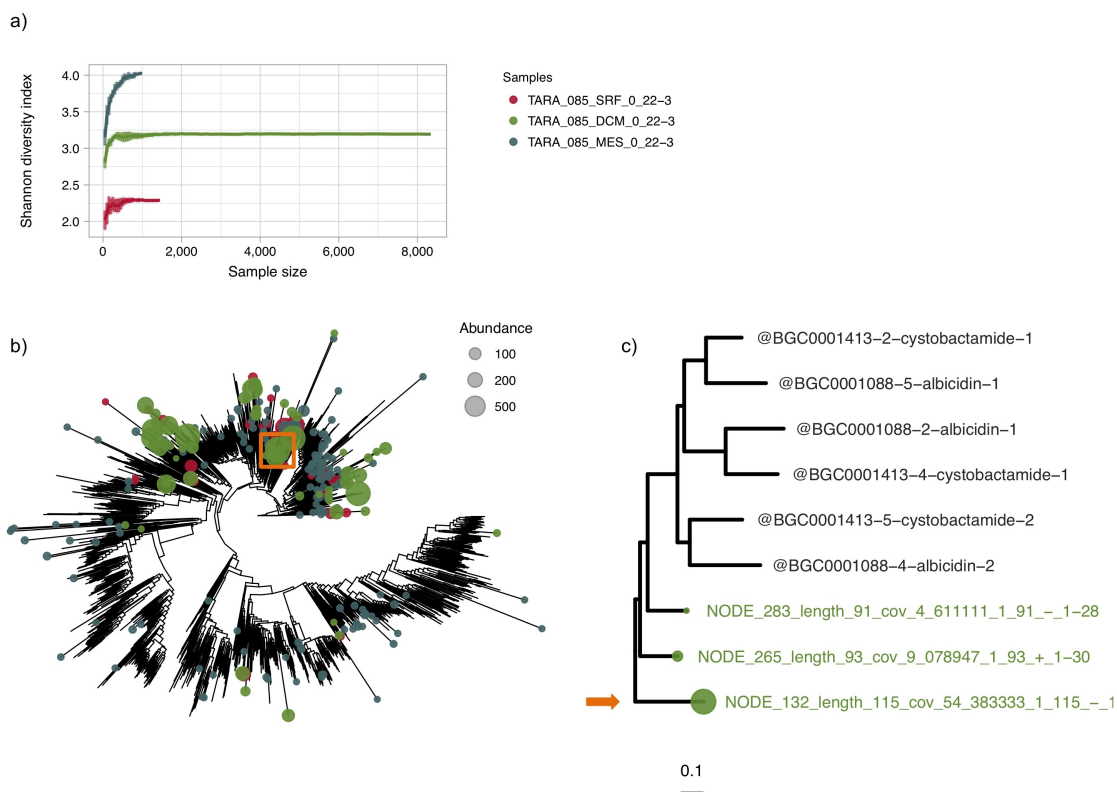 a)
Shannon diversity index
4.0
3.5
3.0
2.5
2.0
0
2,000
4,000
6,000
8,000
Sample size
Samples
TARA_085_SRF_0_22-3
TARA_085_DCM_0_22-3
TARA_085_MES_0_22-3
b)
Abundance
100
200
500
c)
@BGC0001413-2-cystobactamide-1
@BGC0001088-5-albicidin-1
@BGC0001088-2-albicidin-1
@BGC0001413-4-cystobactamide-1
@BGC0001413-5-cystobactamide-2
@BGC0001088-4-albicidin-2
NODE_283_length_91_cov_4_611111_1_91_-_1-28
NODE_265_length_93_cov_9_078947_1_93_+_1-30
NODE_132_length_115_cov_54_383333_1_115_-_1
0.1